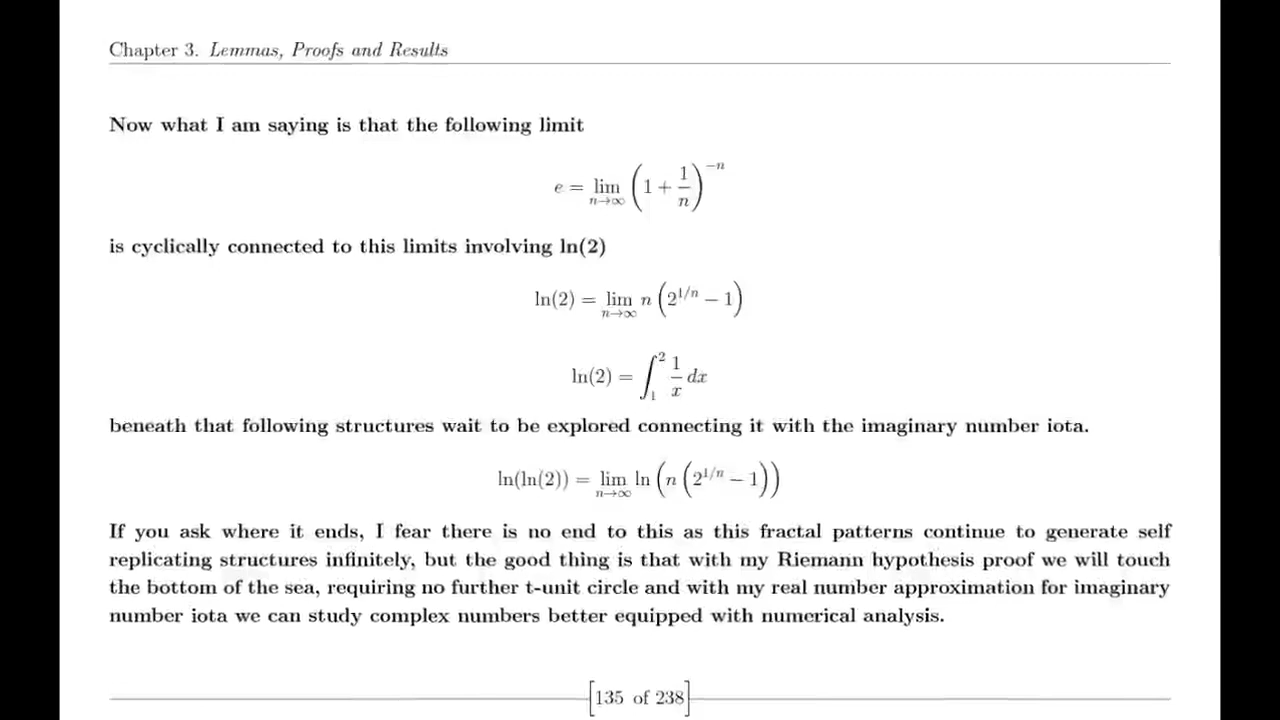 Chapter 3. Lemmas, Proofs and Results
Now what I am saying is that the following limit
e = lim n→∞ (1 + 1/n)^−n
is cyclically connected to this limits involving ln(2)
ln(2) = lim n→∞ n (2^1/n − 1)
ln(2) = ∫₁² 1/x dx
beneath that following structures wait to be explored connecting it with the imaginary number iota.
ln(ln(2)) = lim n→∞ ln (n (2^1/n − 1))
If you ask where it ends, I fear there is no end to this as this fractal patterns continue to generate self
replicating structures infinitely, but the good thing is that with my Riemann hypothesis proof we will touch
the bottom of the sea, requiring no further t-unit circle and with my real number approximation for imaginary
number iota we can study complex numbers better equipped with numerical analysis.
[135 of 238]